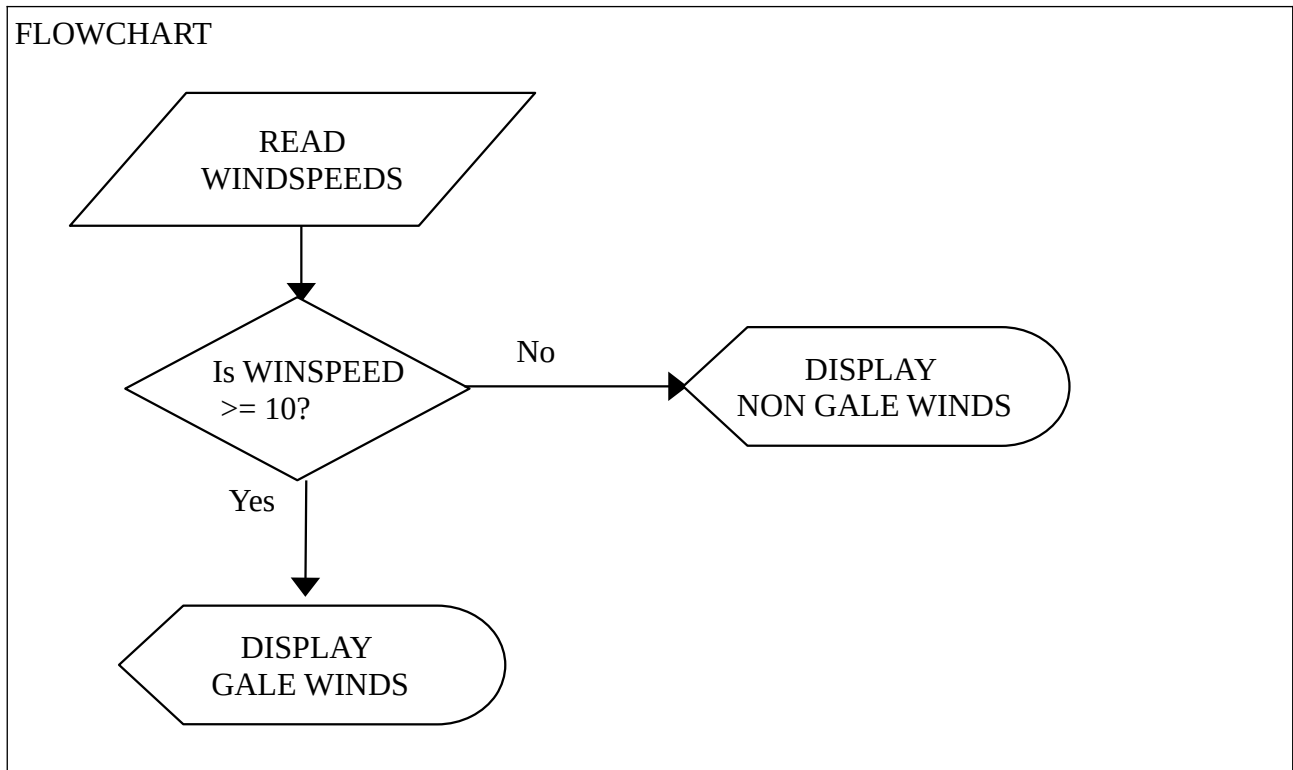 FLOWCHART
READ
WINDSPEEDS
Is WINSPEED
>= 10?
No
DISPLAY
NON GALE WINDS
Yes
DISPLAY
GALE WINDS